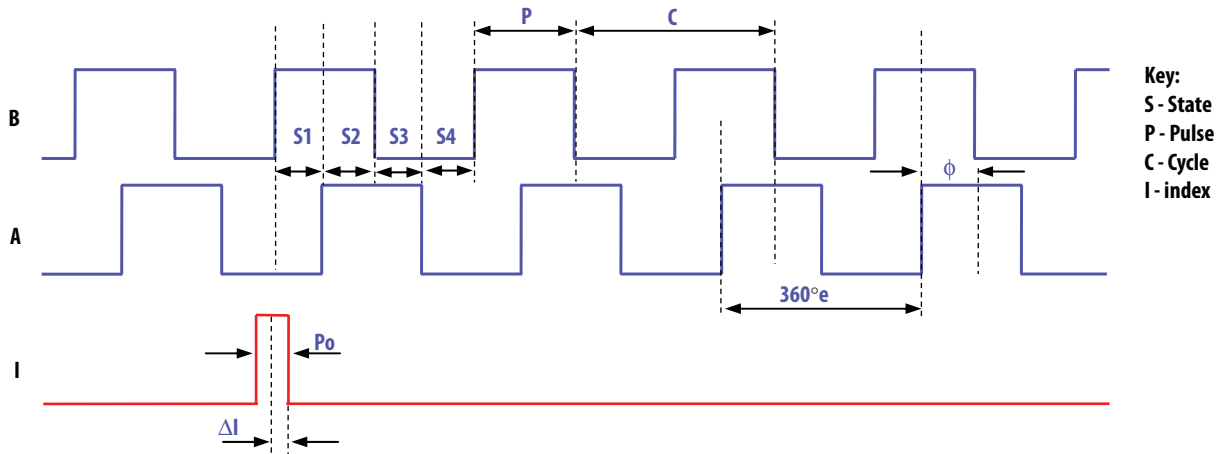 P
C
B
S1
S2
S3
S4
ϕ
Key:
S - State
P - Pulse
C - Cycle
I - index
A
360°e
I
Po
ΔI